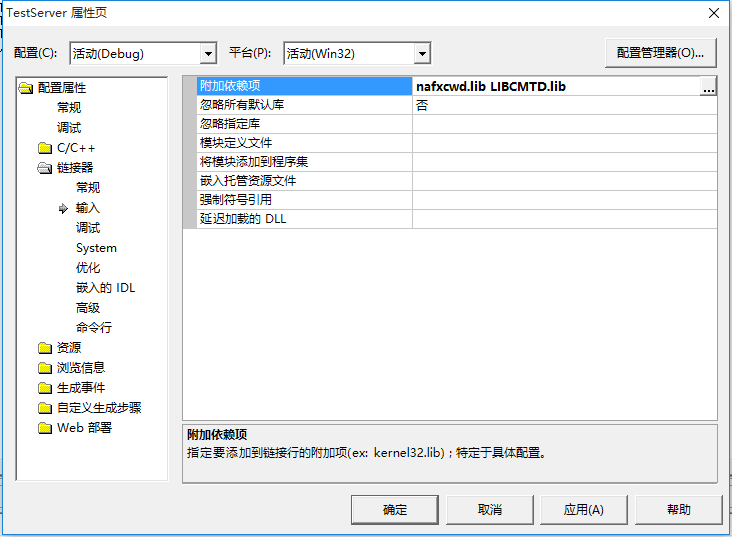 TestServer 属性页
配置(C): 活动(Debug) 平台(P): 活动(Win32) 配置管理器(O)...
配置属性
常规
调试
C/C++
链接器
常规
输入
调试
System
优化
嵌入的 IDL
高级
命令行
资源
浏览信息
生成事件
自定义生成步骤
Web 部署
附加依赖项 nafxcwd.lib LIBCMTD.lib ...
忽略所有默认库 否
忽略指定库
模块定义文件
将模块添加到程序集
嵌入托管资源文件
强制符号引用
延迟加载的 DLL
附加依赖项
指定要添加到链接行的附加项(ex: kernel32.lib)；特定于具体配置。
确定 取消 应用(A) 帮助